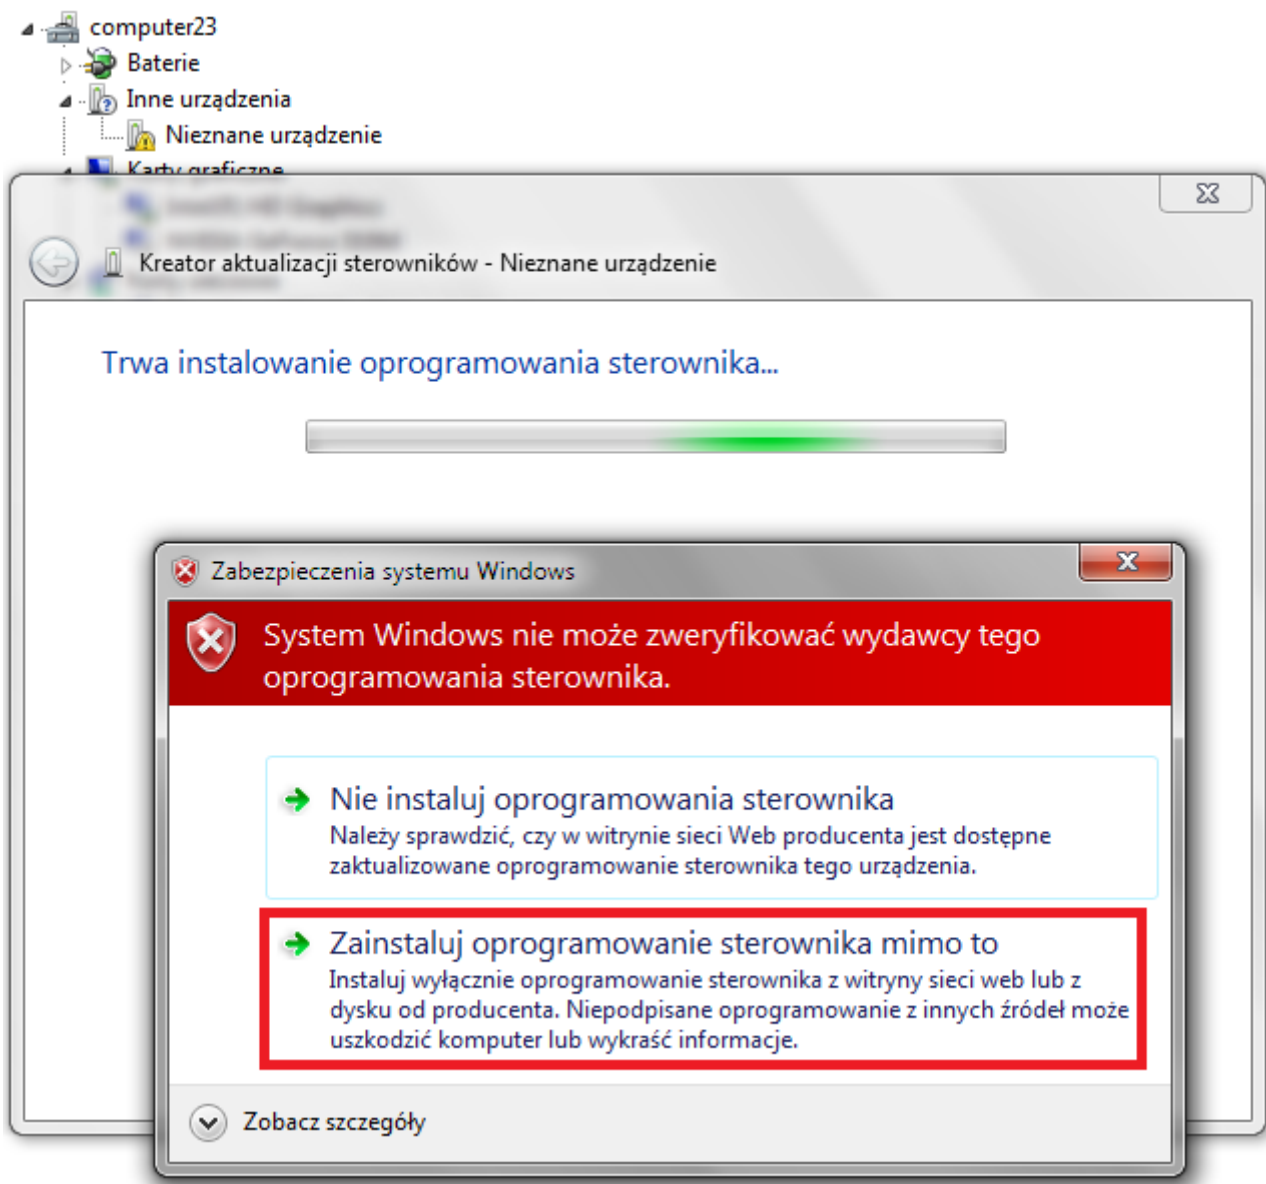 computer23
Baterie
Inne urządzenia
Nieznane urządzenie
Karty graficzne
Kreator aktualizacji sterowników - Nieznane urządzenie
Trwa instalowanie oprogramowania sterownika...
Zabezpieczenia systemu Windows
System Windows nie może zweryfikować wydawcy tego
oprogramowania sterownika.
Nie instaluj oprogramowania sterownika
Należy sprawdzić, czy w witrynie sieci Web producenta jest dostępne
zaktualizowane oprogramowanie sterownika tego urządzenia.
Zainstaluj oprogramowanie sterownika mimo to
Instaluj wyłącznie oprogramowanie sterownika z witryny sieci web lub z
dysku od producenta. Niepodpisane oprogramowanie z innych źródeł może
uszkodzić komputer lub wykraść informacje.
Zobacz szczegóły